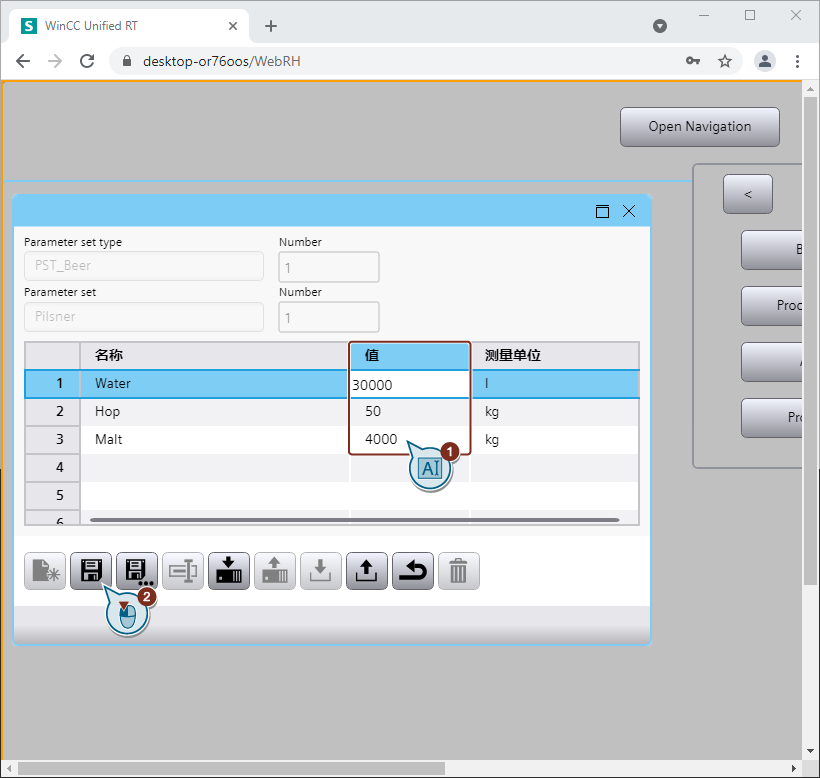 S WinCC Unified RT
desktop-or76oos/WebRH
Open Navigation
<
Parameter set type Number
PST_Beer 1
Parameter set Number
Pilsner 1
名称 值 测量单位
1 Water 30000 l
2 Hop 50 kg
3 Malt 4000 kg
4
5
6
B
Proc
A
Pro
1
AI
2